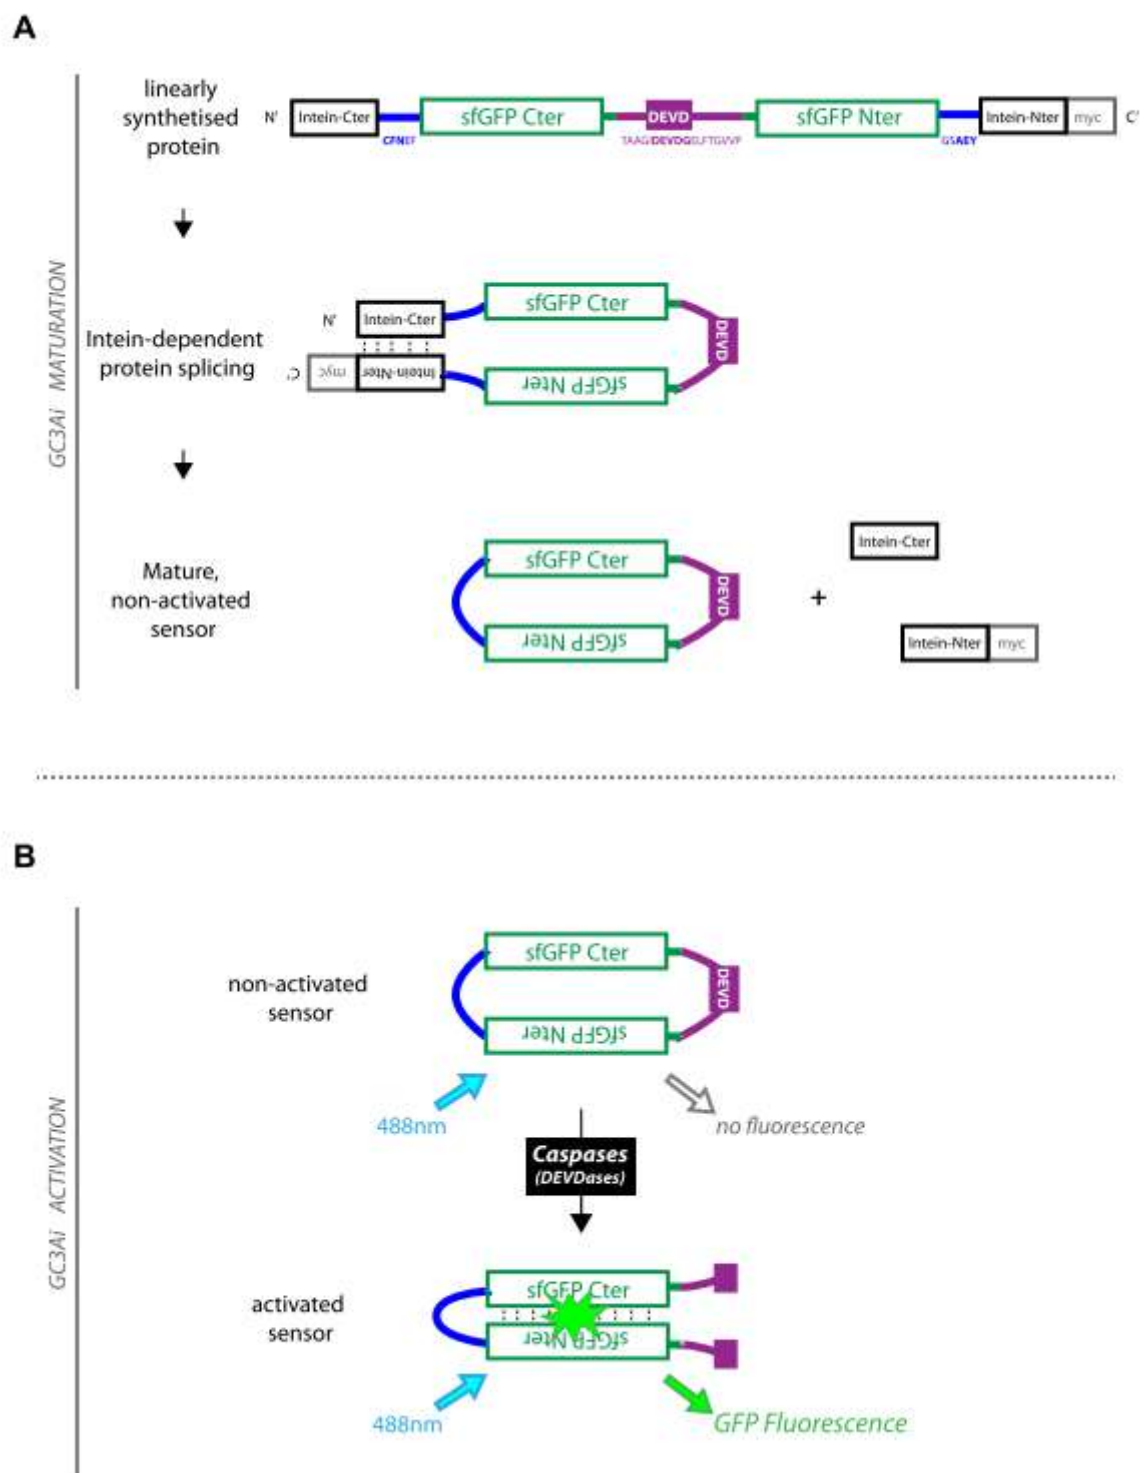 A
linearly
synthetised
protein
N' Intein-Cter sfGFP Cter DEVD sfGFP Nter Intein-Nter myc C'
CFNEF TAAGIDEVDGELFTGVVP GSAEY
GC3Ai MATURATION
Intein-dependent
protein splicing
sfGFP Cter
N' Intein-Cter
DEVD
C' myc Intein-Nter
sfGFP Nter
Mature,
non-activated
sensor
Intein-Cter
sfGFP Cter
DEVD
+
sfGFP Nter
Intein-Nter myc
B
GC3Ai ACTIVATION
non-activated
sensor
sfGFP Cter
DEVD
sfGFP Nter
488nm
no fluorescence
Caspases
(DEVDases)
activated
sensor
sfGFP Cter
sfGFP Nter
488nm
GFP Fluorescence